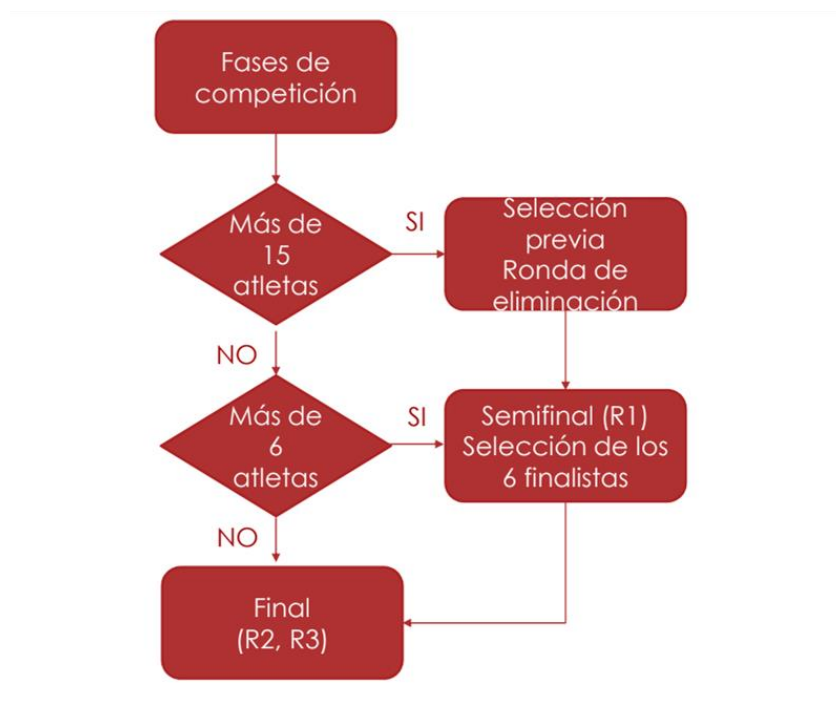 Fases de
competición
Más de
15
atletas
SI
Selección
previa
Ronda de
eliminación
NO
Más de
6
atletas
SI
Semifinal (R1)
Selección de los
6 finalistas
NO
Final
(R2, R3)